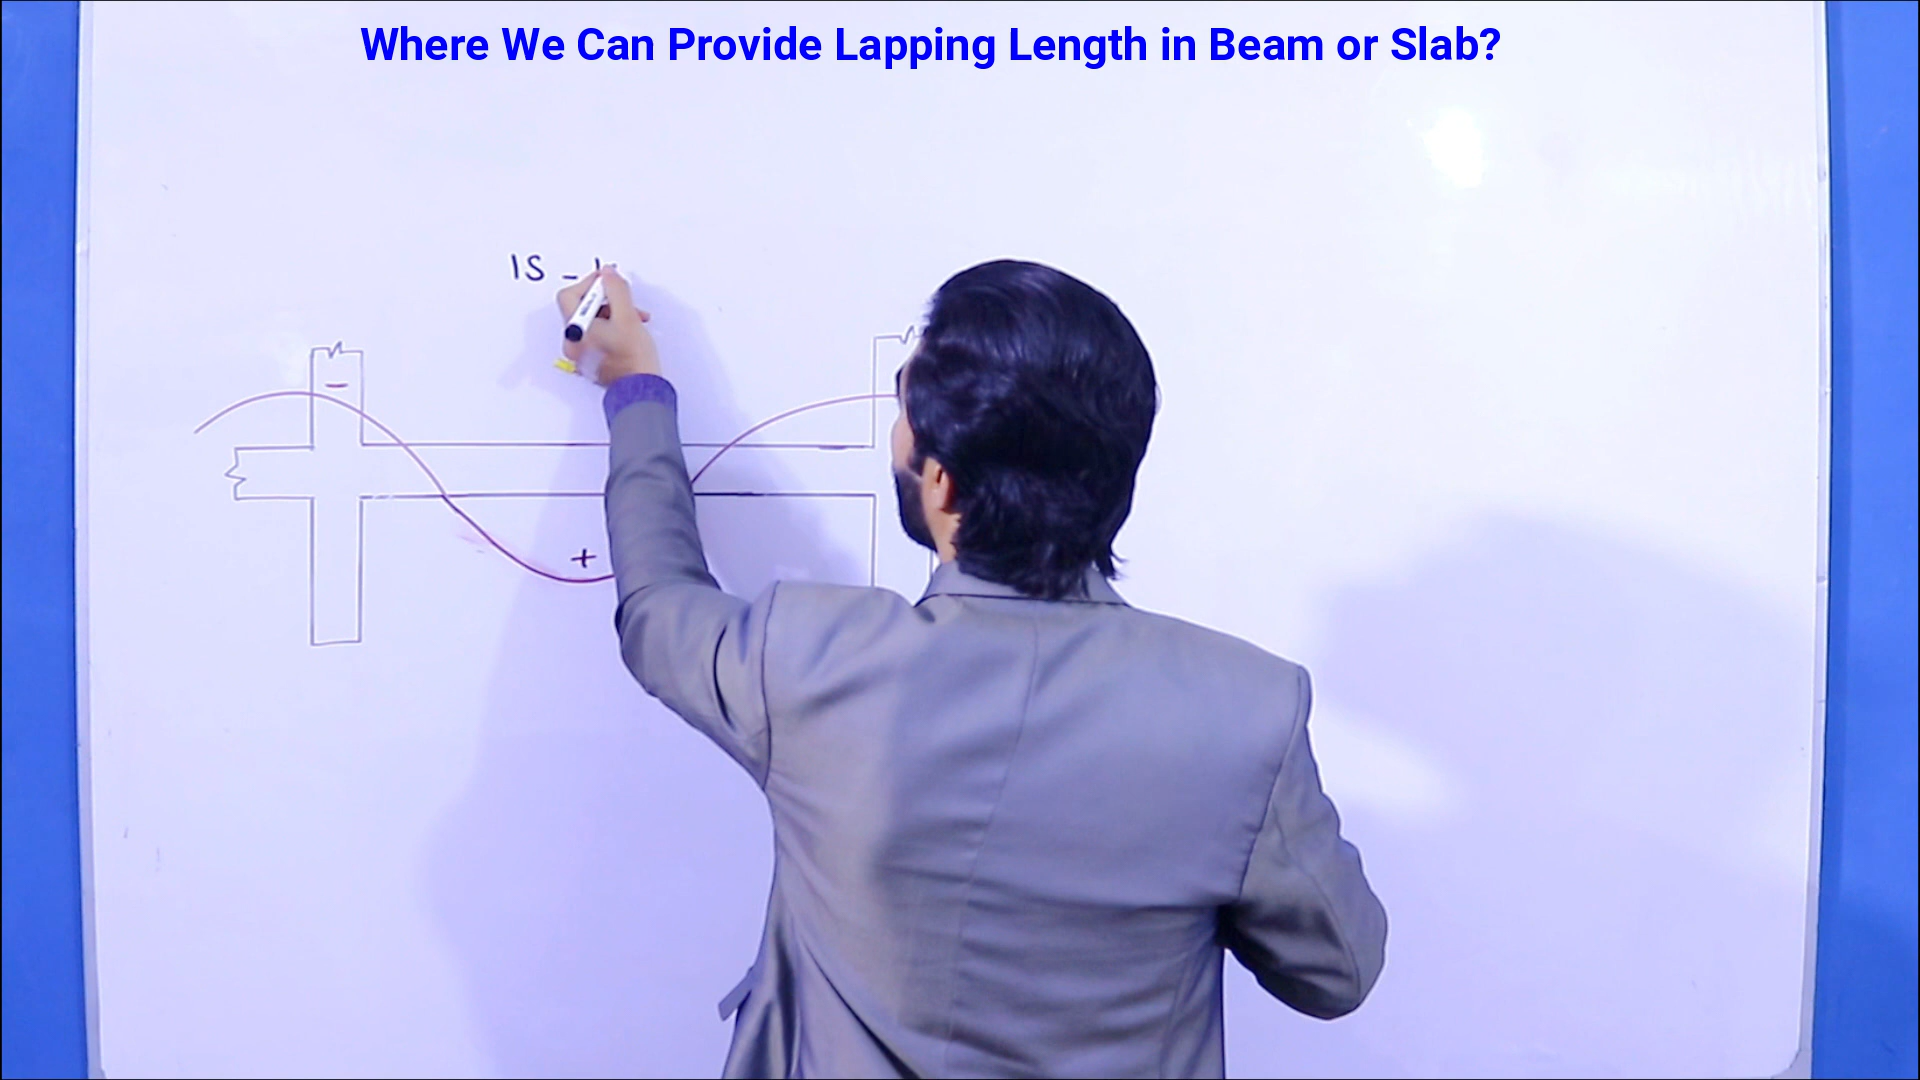 Where We Can Provide Lapping Length in Beam or Slab?
IS -
-
+